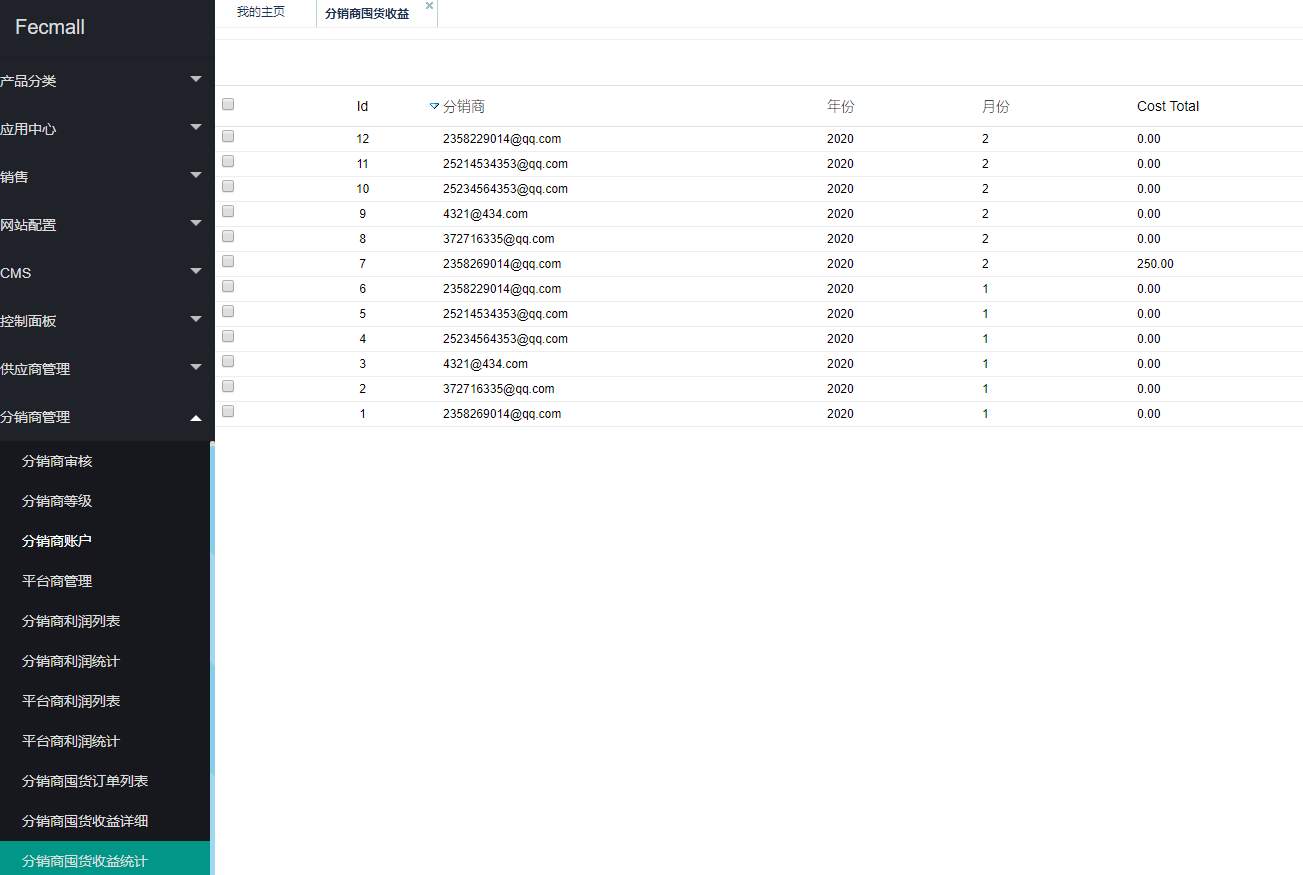 Fecmall
产品分类
应用中心
销售
网站配置
CMS
控制面板
供应商管理
分销商管理
分销商审核
分销商等级
分销商账户
平台商管理
分销商利润列表
分销商利润统计
平台商利润列表
平台商利润统计
分销商囤货订单列表
分销商囤货收益详细
分销商囤货收益统计
我的主页 分销商囤货收益
Id 分销商 年份 月份 Cost Total
12 2358229014@qq.com 2020 2 0.00
11 25214534353@qq.com 2020 2 0.00
10 25234564353@qq.com 2020 2 0.00
9 4321@434.com 2020 2 0.00
8 372716335@qq.com 2020 2 0.00
7 2358269014@qq.com 2020 2 250.00
6 2358229014@qq.com 2020 1 0.00
5 25214534353@qq.com 2020 1 0.00
4 25234564353@qq.com 2020 1 0.00
3 4321@434.com 2020 1 0.00
2 372716335@qq.com 2020 1 0.00
1 2358269014@qq.com 2020 1 0.00